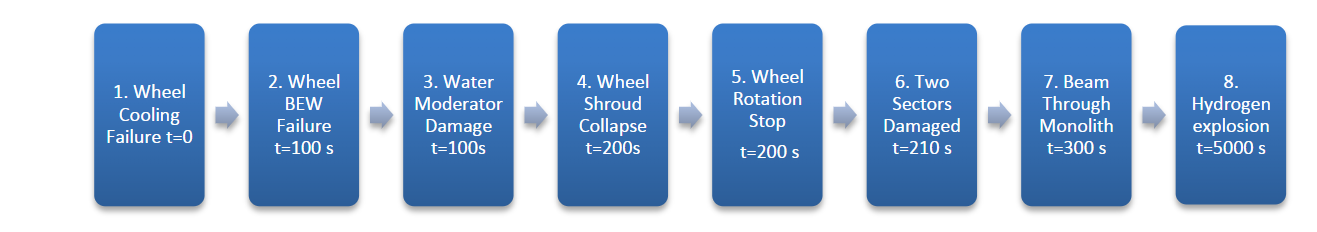 1. Wheel
Cooling
Failure t=0
2. Wheel
BEW
Failure
t=100 s
3. Water
Moderator
Damage
t=100s
4. Wheel
Shroud
Collapse
t=200s
5. Wheel
Rotation
Stop
t=200 s
6. Two
Sectors
Damaged
t=210 s
7. Beam
Through
Monolith
t=300 s
8.
Hydrogen
explosion
t=5000 s